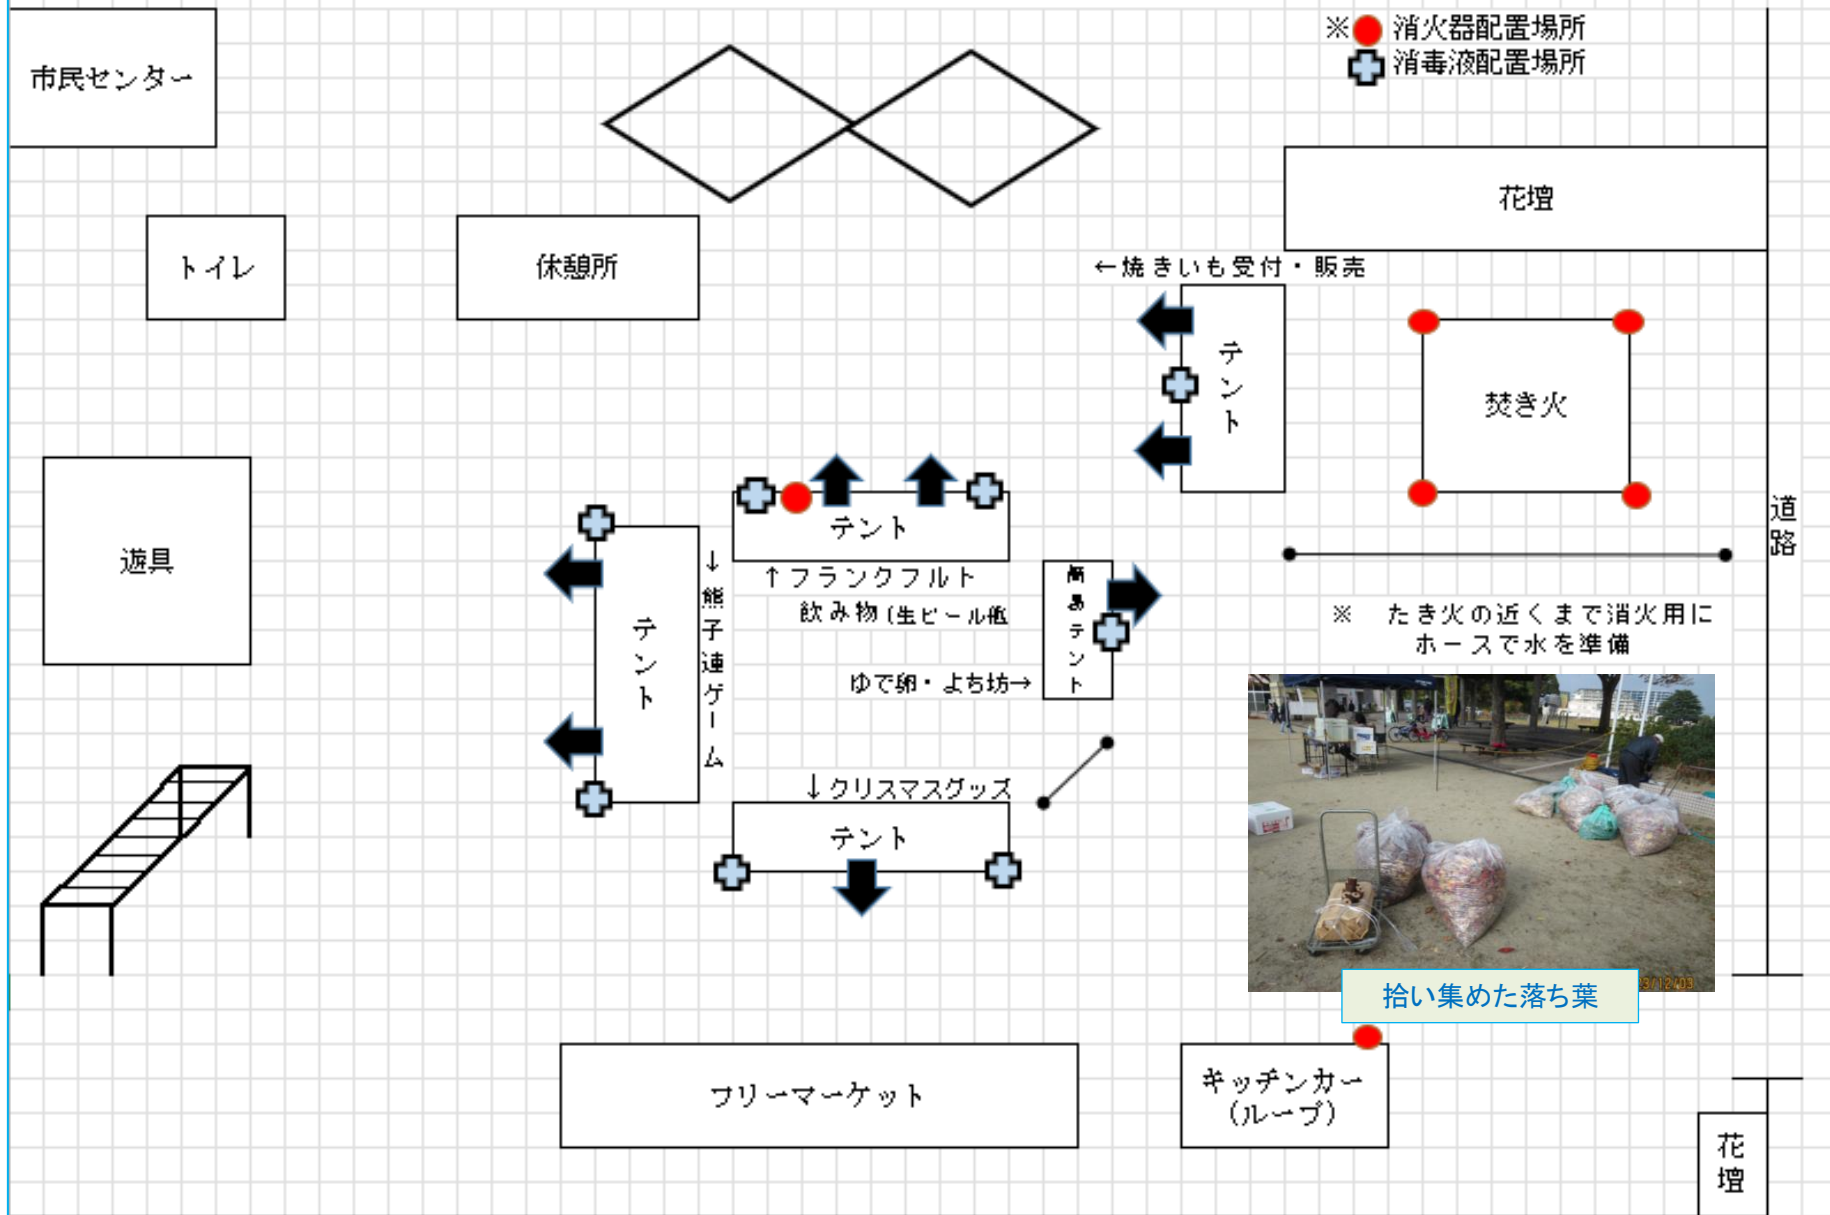 ※ 消火器配置場所
消毒液配置場所
市民センター
花壇
トイレ
休憩所
←焼きいも受付・販売
テント
焚き火
道路
テント
↑フランクフルト
飲み物(生ビール他
遊具
テント
↓熊子連ゲーム
簡易テント
ゆで卵・よち坊→
※ たき火の近くまで消火用に
ホースで水を準備
↓クリスマスグッズ
テント
拾い集めた落ち葉
フリーマーケット
キッチンカー
(ループ)
花壇